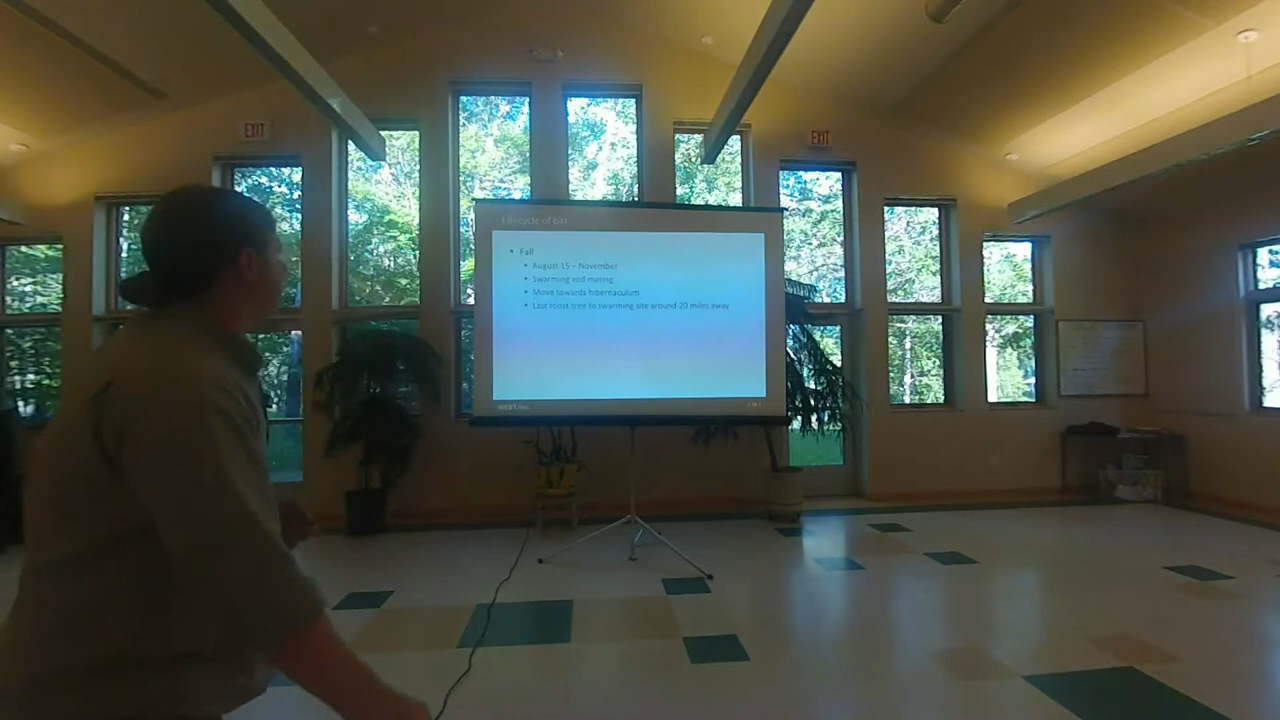 EXIT
EXIT
Lifecycle of bat
• Fall
• August 15 – November
• Swarming and mating
• Move towards hibernaculum
• Last roost tree to swarming site around 20 miles away